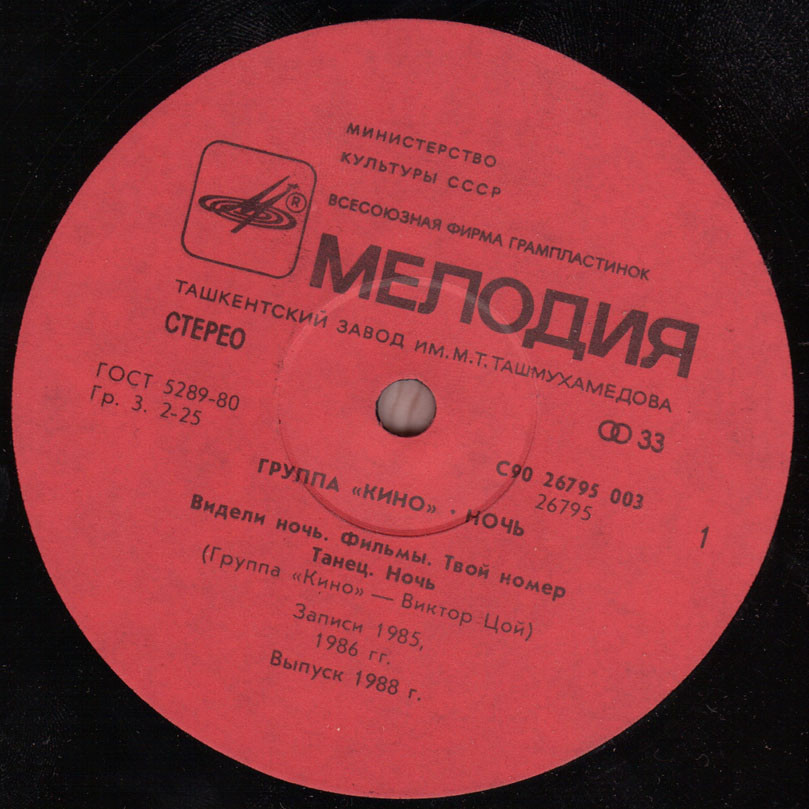 МИНИСТЕРСТВО
КУЛЬТУРЫ СССР
ВСЕСОЮЗНАЯ ФИРМА ГРАМПЛАСТИНОК
®
МЕЛОДИЯ
ТАШКЕНТСКИЙ ЗАВОД ИМ. М.Т. ТАШМУХАМЕДОВА
СТЕРЕО
ГОСТ 5289-80
Гр. 3. 2-25
33
С90 26795 003
26795
1
ГРУППА «КИНО» · НОЧЬ
Видели ночь. Фильмы. Твой номер
Танец. Ночь
(Группа «Кино» — Виктор Цой)
Записи 1985,
1986 гг.
Выпуск 1988 г.